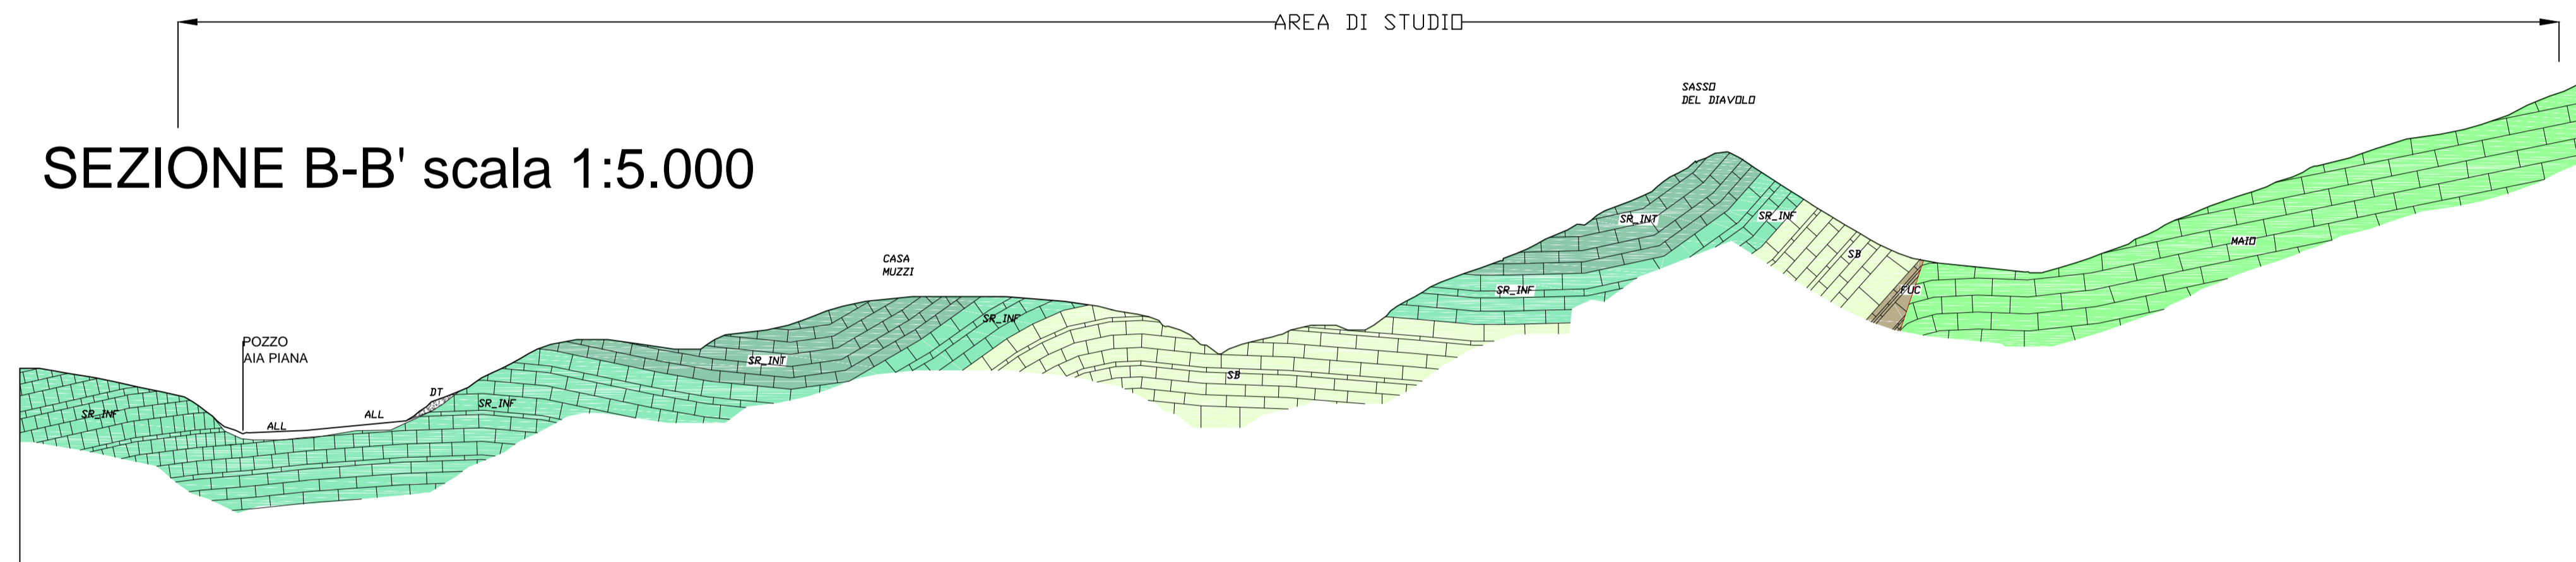 AREA DI STUDIO
SASSO
DEL DIAVOLO
SEZIONE B-B' scala 1:5.000
CASA
MUZZI
POZZO
AIA PIANA
SR_INT
SR_INF
SB
MAIO
SR_INF
FUC
SR_INF
SR_INT
SB
DT
SR_INF
ALL
ALL
SR_INF